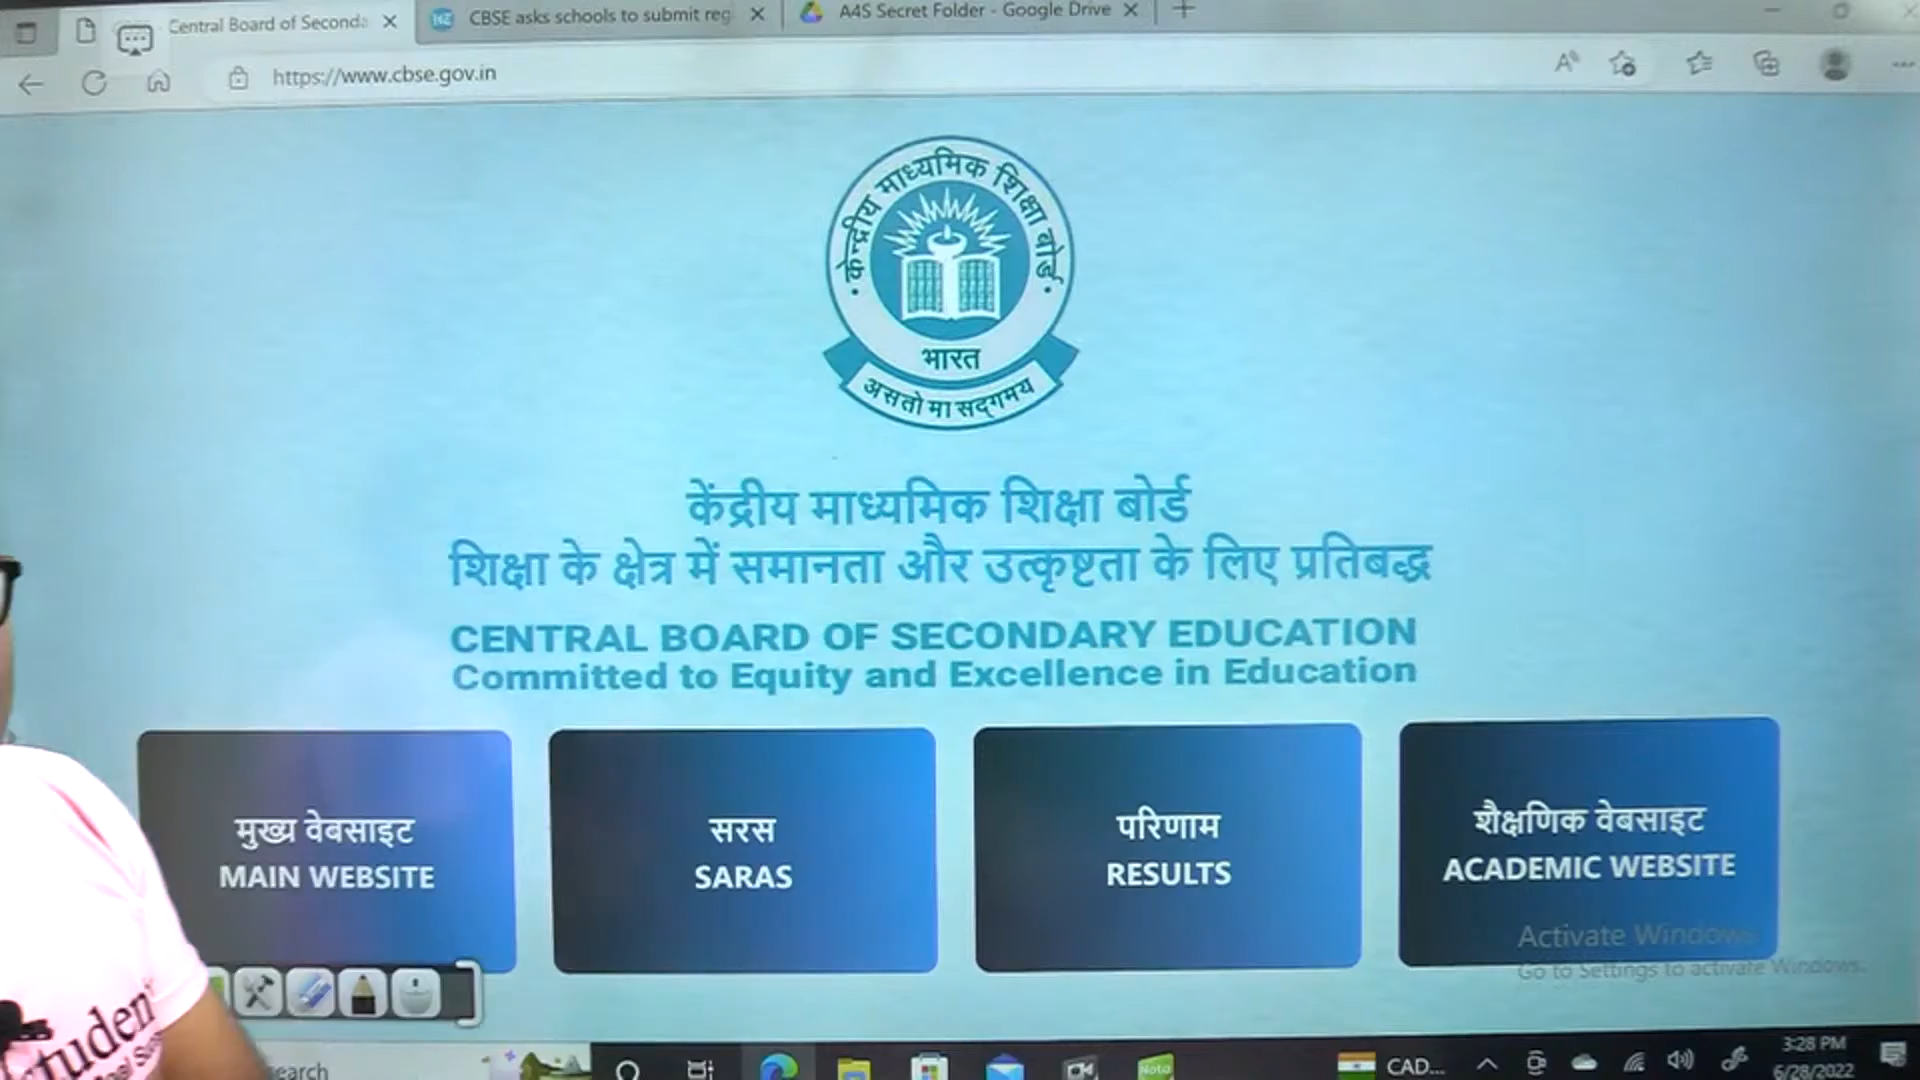 Central Board of Seconda
CBSE asks schools to submit reg
A4S Secret Folder - Google Drive
https://www.cbse.gov.in
केन्द्रीय माध्यमिक शिक्षा बोर्ड
भारत
असतो मा सद्गमय
केंद्रीय माध्यमिक शिक्षा बोर्ड
शिक्षा के क्षेत्र में समानता और उत्कृष्टता के लिए प्रतिबद्ध
CENTRAL BOARD OF SECONDARY EDUCATION
Committed to Equity and Excellence in Education
मुख्य वेबसाइट
MAIN WEBSITE
सरस
SARAS
परिणाम
RESULTS
शैक्षणिक वेबसाइट
ACADEMIC WEBSITE
Activate Windows
Go to Settings to activate Windows.
earch
CAD...
3:28 PM
6/28/2022